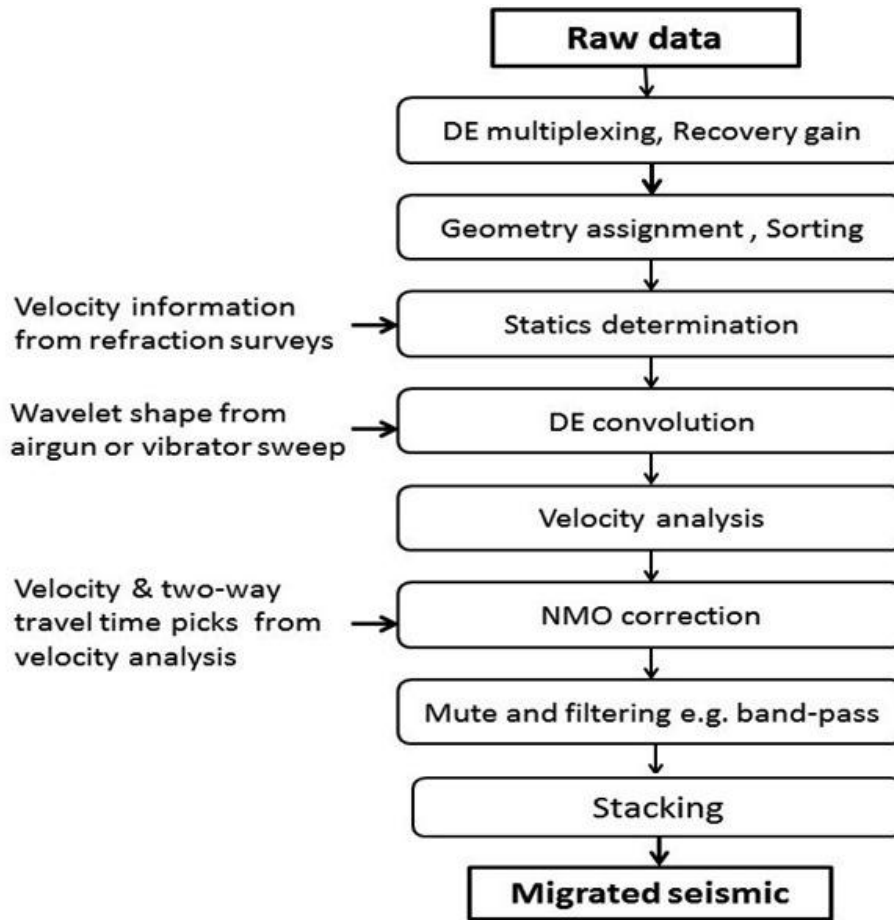 Raw data
DE multiplexing, Recovery gain
Geometry assignment , Sorting
Velocity information
from refraction surveys
Statics determination
Wavelet shape from
airgun or vibrator sweep
DE convolution
Velocity analysis
Velocity & two-way
travel time picks from
velocity analysis
NMO correction
Mute and filtering e.g. band-pass
Stacking
Migrated seismic